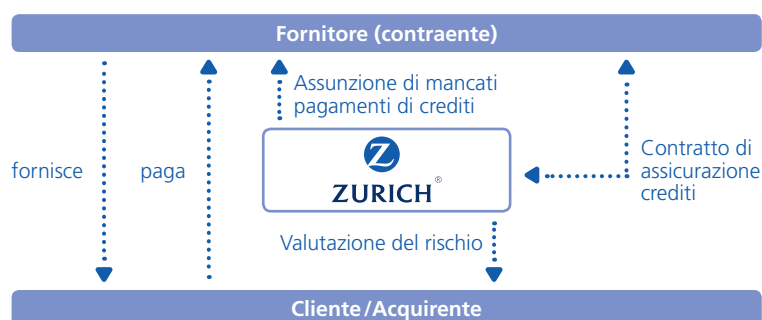 Fornitore (contraente)
Assunzione di mancati
pagamenti di crediti
fornisce
paga
Z
ZURICH®
Contratto di
assicurazione
crediti
Valutazione del rischio
Cliente/Acquirente